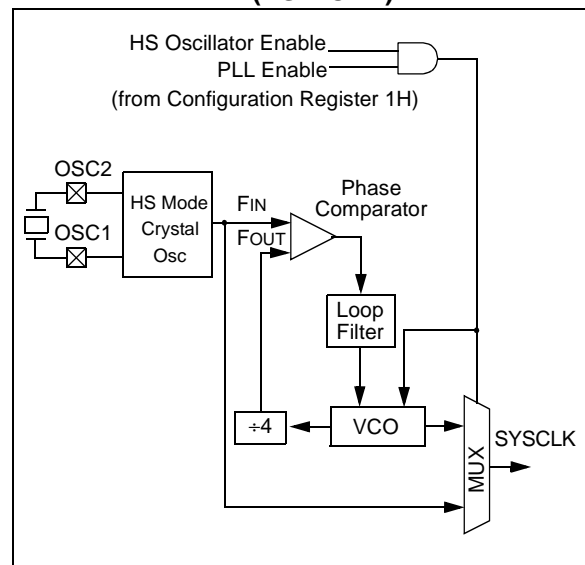 HS Oscillator Enable
PLL Enable
(from Configuration Register 1H)
OSC2
OSC1
HS Mode
Crystal
Osc
FIN
FOUT
Phase
Comparator
Loop
Filter
÷4
VCO
MUX
SYSCLK